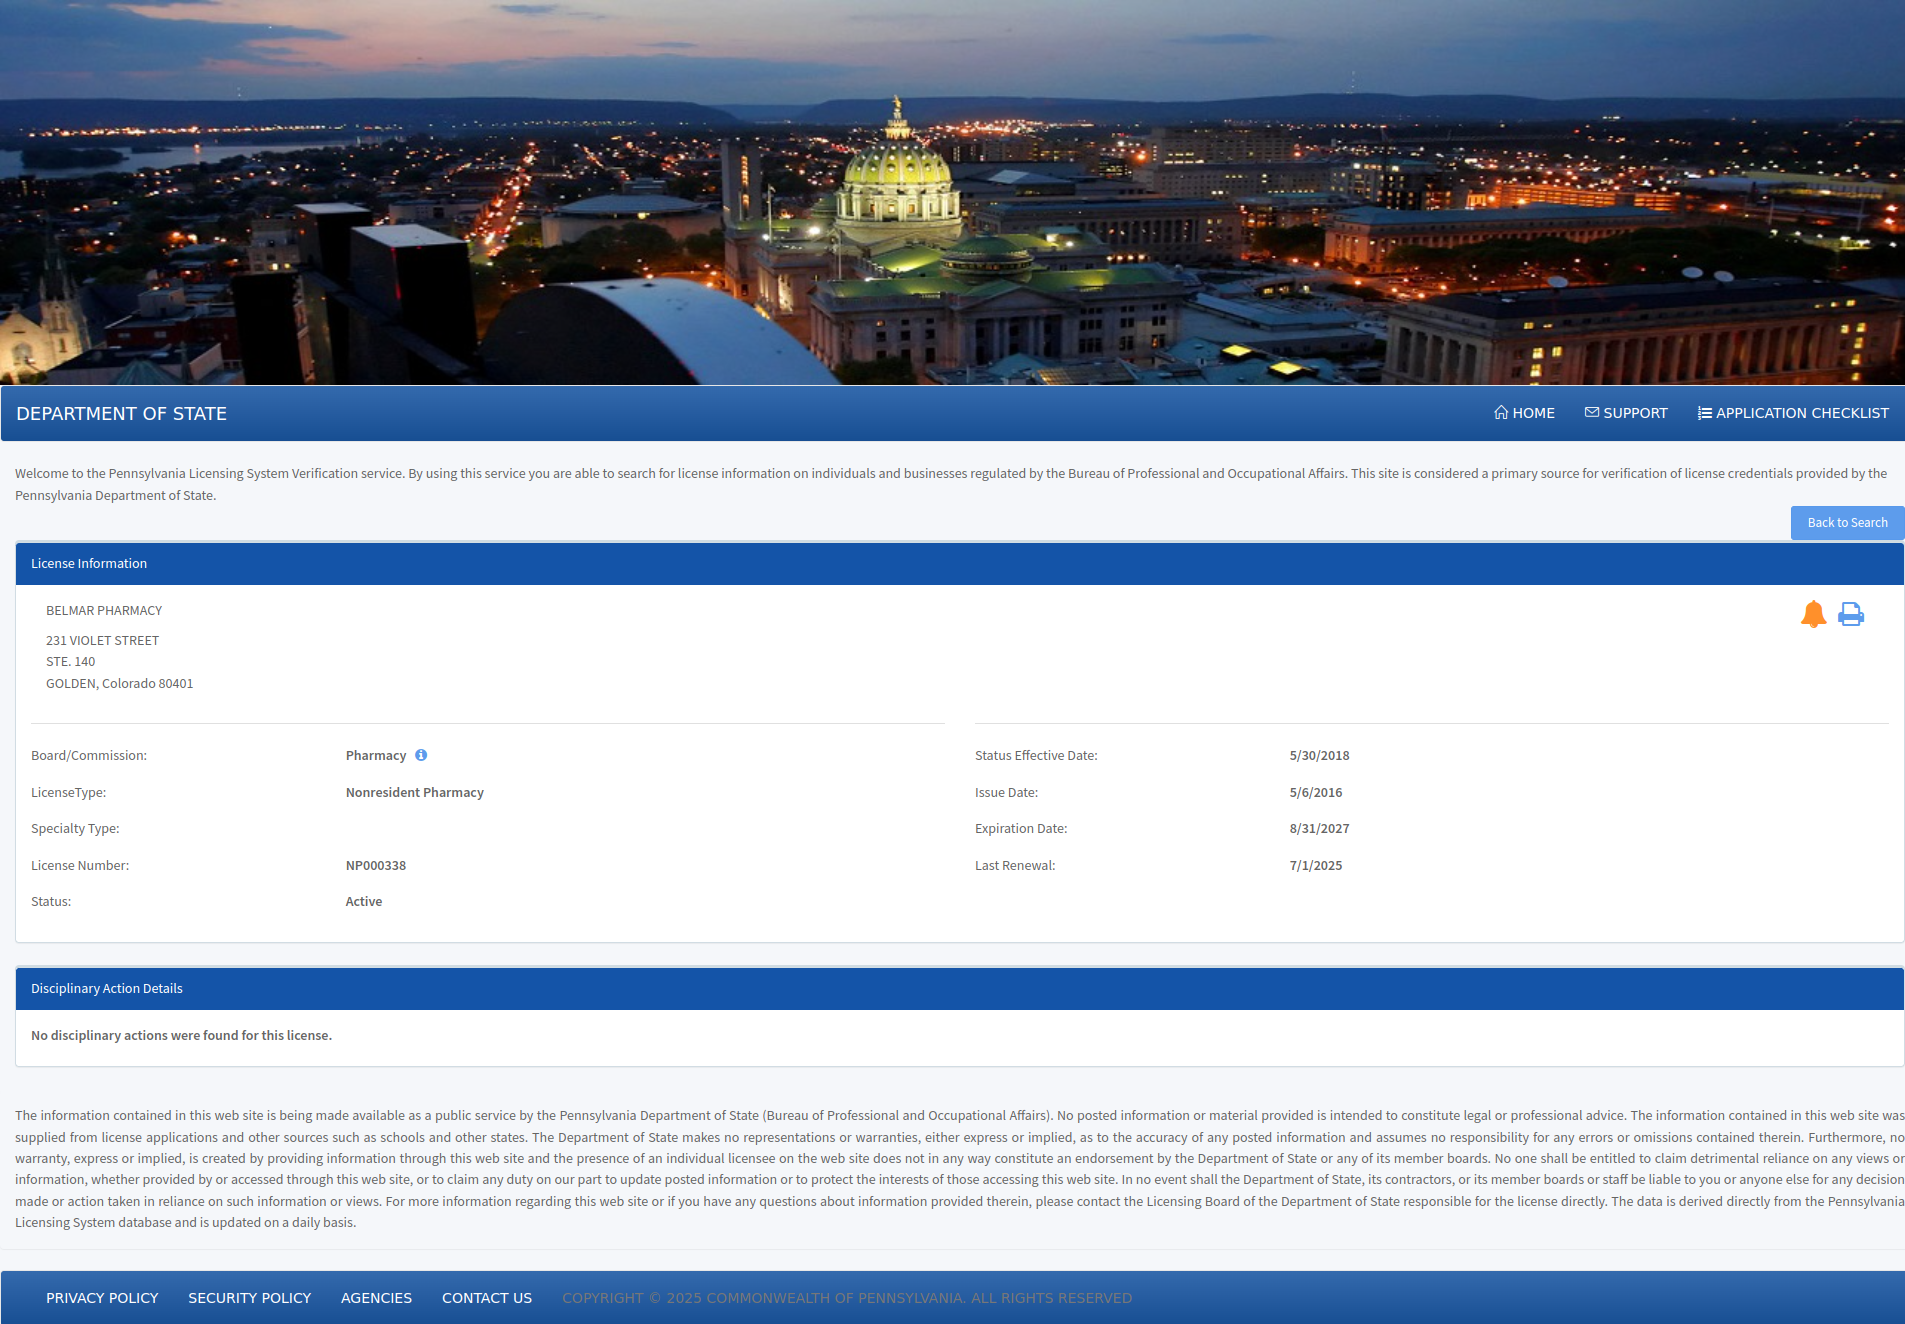 DEPARTMENT OF STATE
HOME
SUPPORT
APPLICATION CHECKLIST
Welcome to the Pennsylvania Licensing System Verification service. By using this service you are able to search for license information on individuals and businesses regulated by the Bureau of Professional and Occupational Affairs. This site is considered a primary source for verification of license credentials provided by the
Pennsylvania Department of State.
Back to Search
License Information
BELMAR PHARMACY
231 VIOLET STREET
STE. 140
GOLDEN, Colorado 80401
Board/Commission: Pharmacy
LicenseType: Nonresident Pharmacy
Specialty Type:
License Number: NP000338
Status: Active
Status Effective Date: 5/30/2018
Issue Date: 5/6/2016
Expiration Date: 8/31/2027
Last Renewal: 7/1/2025
Disciplinary Action Details
No disciplinary actions were found for this license.
The information contained in this web site is being made available as a public service by the Pennsylvania Department of State (Bureau of Professional and Occupational Affairs). No posted information or material provided is intended to constitute legal or professional advice. The information contained in this web site was
supplied from license applications and other sources such as schools and other states. The Department of State makes no representations or warranties, either express or implied, as to the accuracy of any posted information and assumes no responsibility for any errors or omissions contained therein. Furthermore, no
warranty, express or implied, is created by providing information through this web site and the presence of an individual licensee on the web site does not in any way constitute an endorsement by the Department of State or any of its member boards. No one shall be entitled to claim detrimental reliance on any views or
information, whether provided by or accessed through this web site, or to claim any duty on our part to update posted information or to protect the interests of those accessing this web site. In no event shall the Department of State, its contractors, or its member boards or staff be liable to you or anyone else for any decision
made or action taken in reliance on such information or views. For more information regarding this web site or if you have any questions about information provided therein, please contact the Licensing Board of the Department of State responsible for the license directly. The data is derived directly from the Pennsylvania
Licensing System database and is updated on a daily basis.
PRIVACY POLICY
SECURITY POLICY
AGENCIES
CONTACT US
COPYRIGHT © 2025 COMMONWEALTH OF PENNSYLVANIA. ALL RIGHTS RESERVED